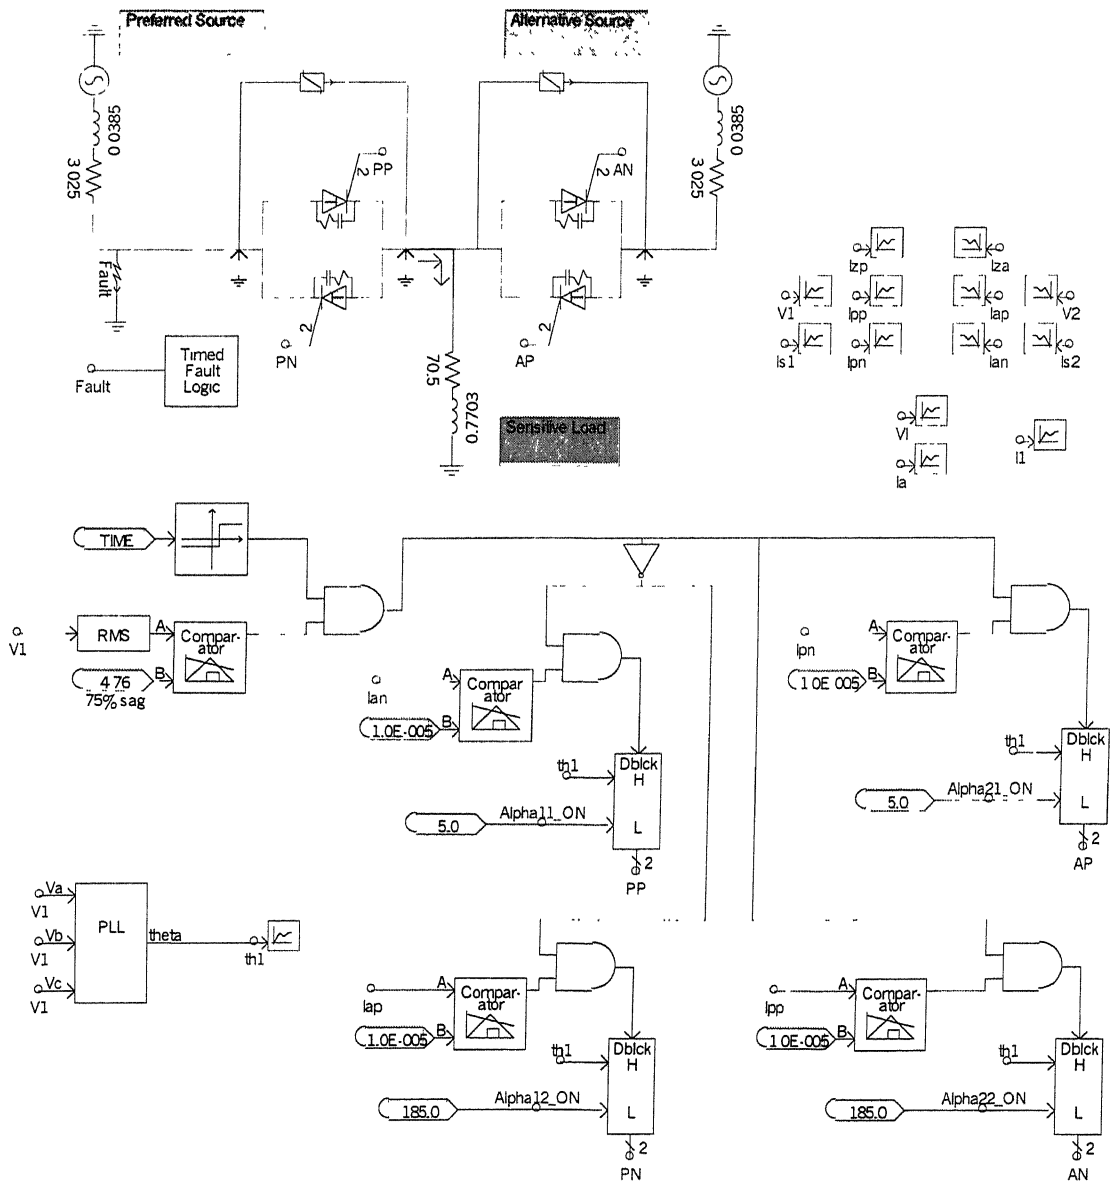 Preferred Source
Alternative Source
0 0385
3 025
0 0385
3 025
2 PP
2 AN
Fault
2
PN
2
AP
Izp
Iza
V1
Ipp
Iap
V2
Is1
Ipn
Ian
Is2
Timed
Fault
Logic
Fault
70.5
0.7703
Sensitive Load
Vl
Ia
I1
TIME
V1
RMS
A
Compar-
ator
B
4 76
75% sag
Ian
A
Compar-
ator
1.0E-005
B
Ipn
A
Compar-
ator
1 0E 005
B
th1
Dblck
H
5.0
Alpha11_ON
L
2
PP
th1
Dblck
H
5.0
Alpha21_ON
L
2
AP
Va
V1
Vb
V1
Vc
V1
PLL
theta
th1
Iap
A
Compar-
ator
1.0E-005
B
Ipp
A
Compar-
ator
1 0E-005
B
th1
Dblck
H
185.0
Alpha12_ON
L
2
PN
th1
Dblck
H
185.0
Alpha22_ON
L
2
AN